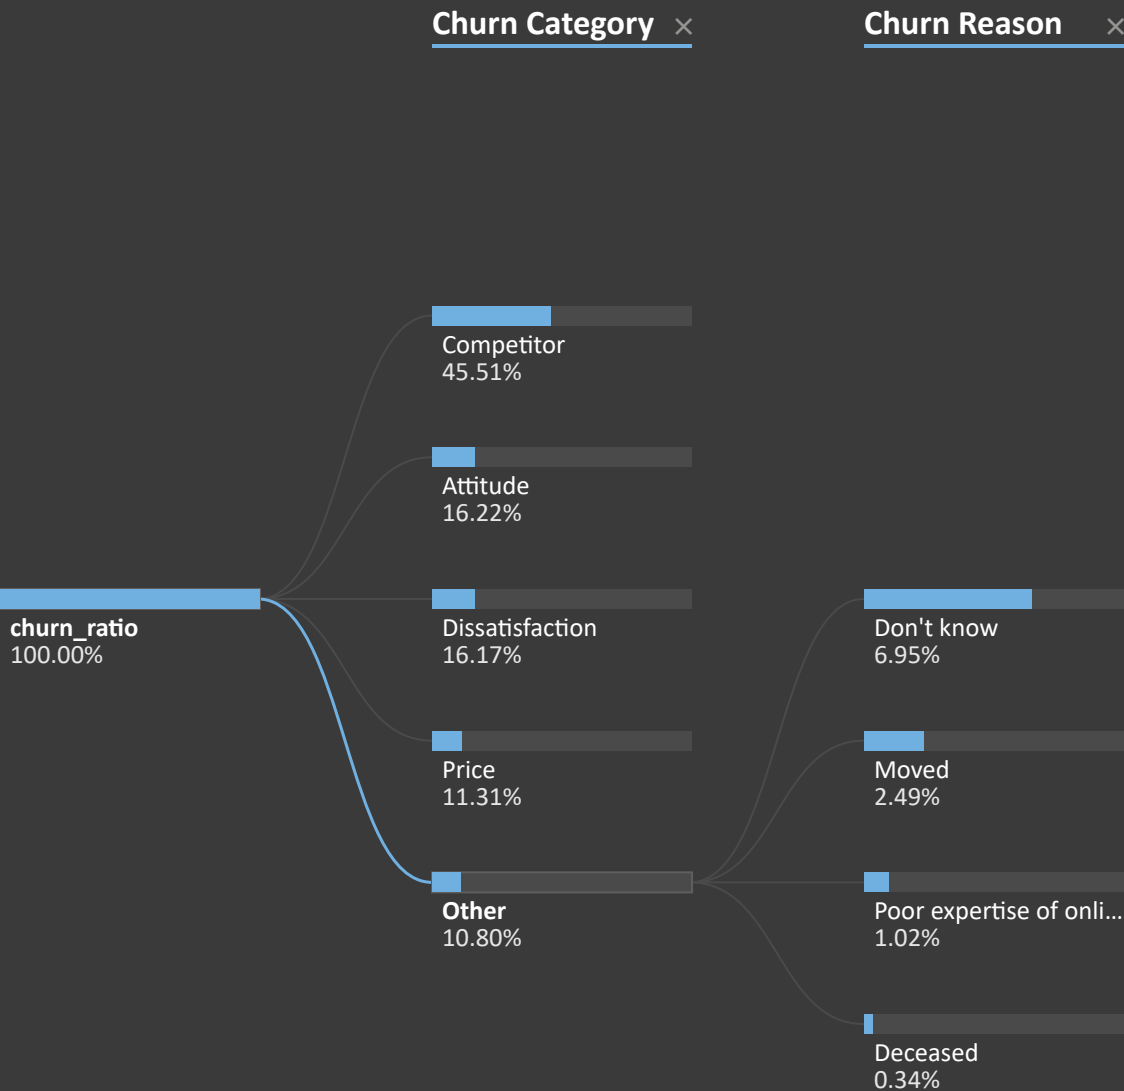 Churn Category ×
Churn Reason ×
Competitor
45.51%
Attitude
16.22%
churn_ratio
100.00%
Dissatisfaction
16.17%
Don't know
6.95%
Price
11.31%
Moved
2.49%
Other
10.80%
Poor expertise of onli...
1.02%
Deceased
0.34%